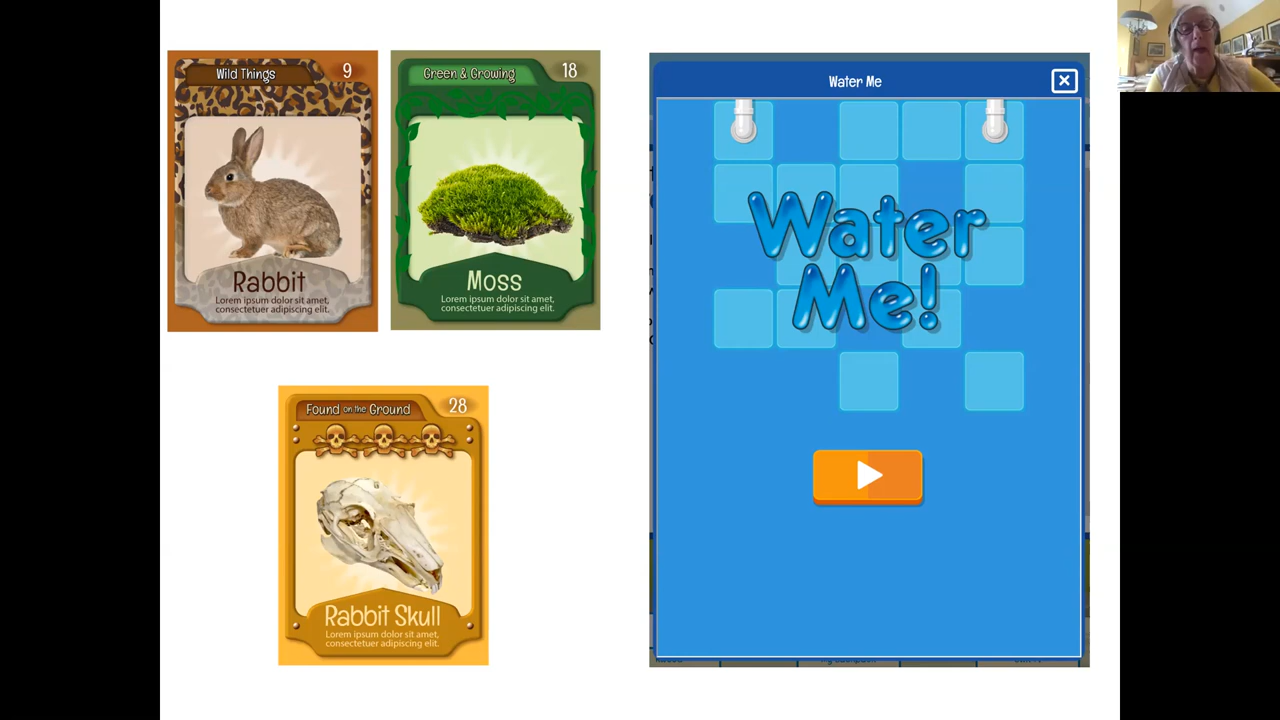 Wild Things
9
Rabbit
Lorem ipsum dolor sit amet,
consectetuer adipiscing elit.
Green & Growing
18
Moss
Lorem ipsum dolor sit amet,
consectetuer adipiscing elit.
Found on the Ground
28
Rabbit Skull
Lorem ipsum dolor sit amet,
consectetuer adipiscing elit.
Water Me
Water
Me!